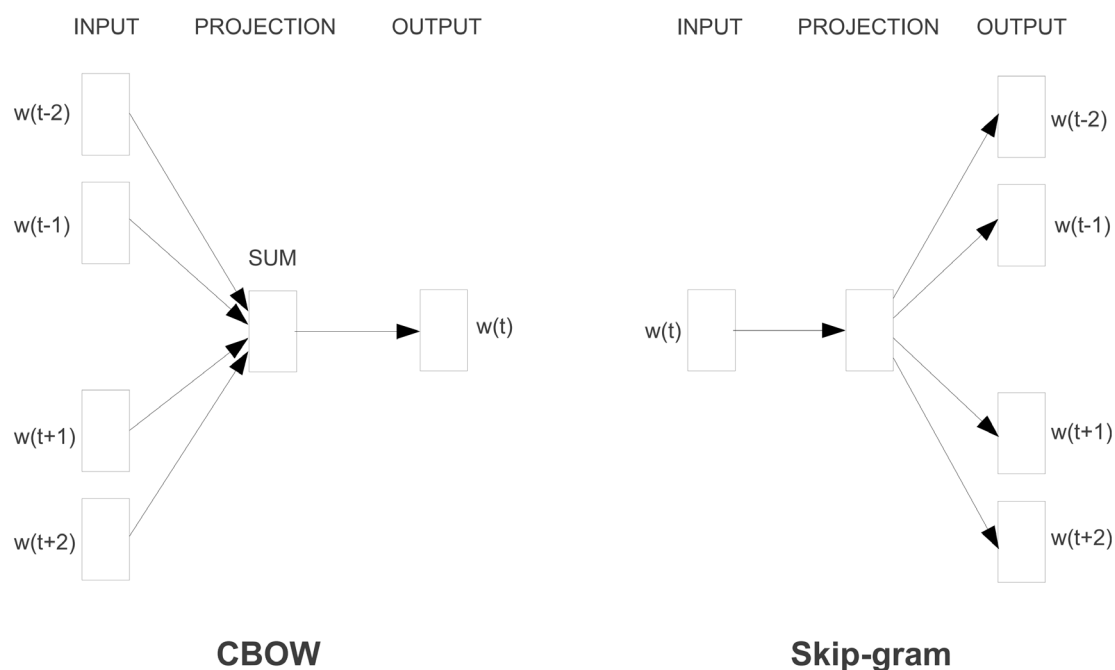 INPUT PROJECTION OUTPUT
w(t-2)
w(t-1)
SUM
w(t)
w(t+1)
w(t+2)
CBOW
INPUT PROJECTION OUTPUT
w(t-2)
w(t-1)
w(t)
w(t+1)
w(t+2)
Skip-gram